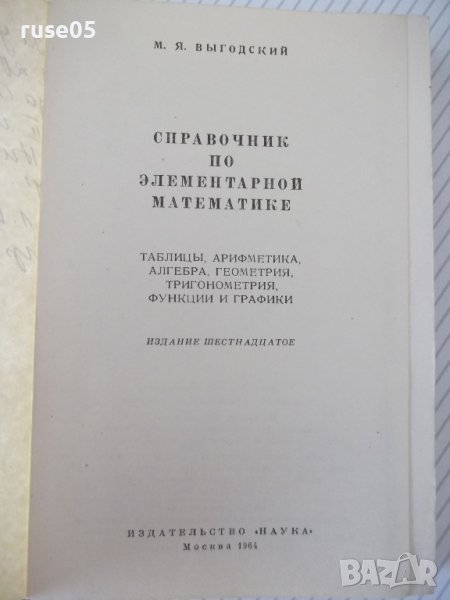 ruse05
М. Я. ВЫГОДСКИЙ
СПРАВОЧНИК
ПО
ЭЛЕМЕНТАРНОЙ
МАТЕМАТИКЕ
ТАБЛИЦЫ, АРИФМЕТИКА,
АЛГЕБРА, ГЕОМЕТРИЯ,
ТРИГОНОМЕТРИЯ,
ФУНКЦИИ И ГРАФИКИ
ИЗДАНИЕ ШЕСТНАДЦАТОЕ
ИЗДАТЕЛЬСТВО «НАУКА»
Москва 1964
BAZAR